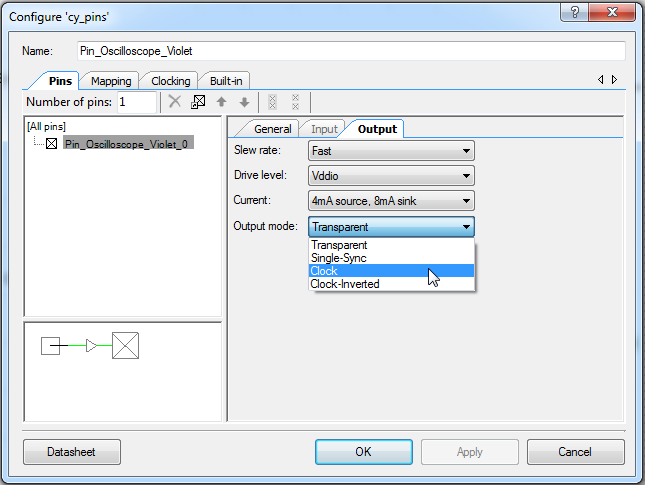 Configure 'cy_pins'
Name: Pin_Oscilloscope_Violet
Pins Mapping Clocking Built-in
Number of pins: 1
[All pins]
Pin_Oscilloscope_Violet_0
General Input Output
Slew rate: Fast
Drive level: Vddio
Current: 4mA source, 8mA sink
Output mode: Transparent
Transparent
Single-Sync
Clock
Clock-Inverted
Datasheet OK Apply Cancel